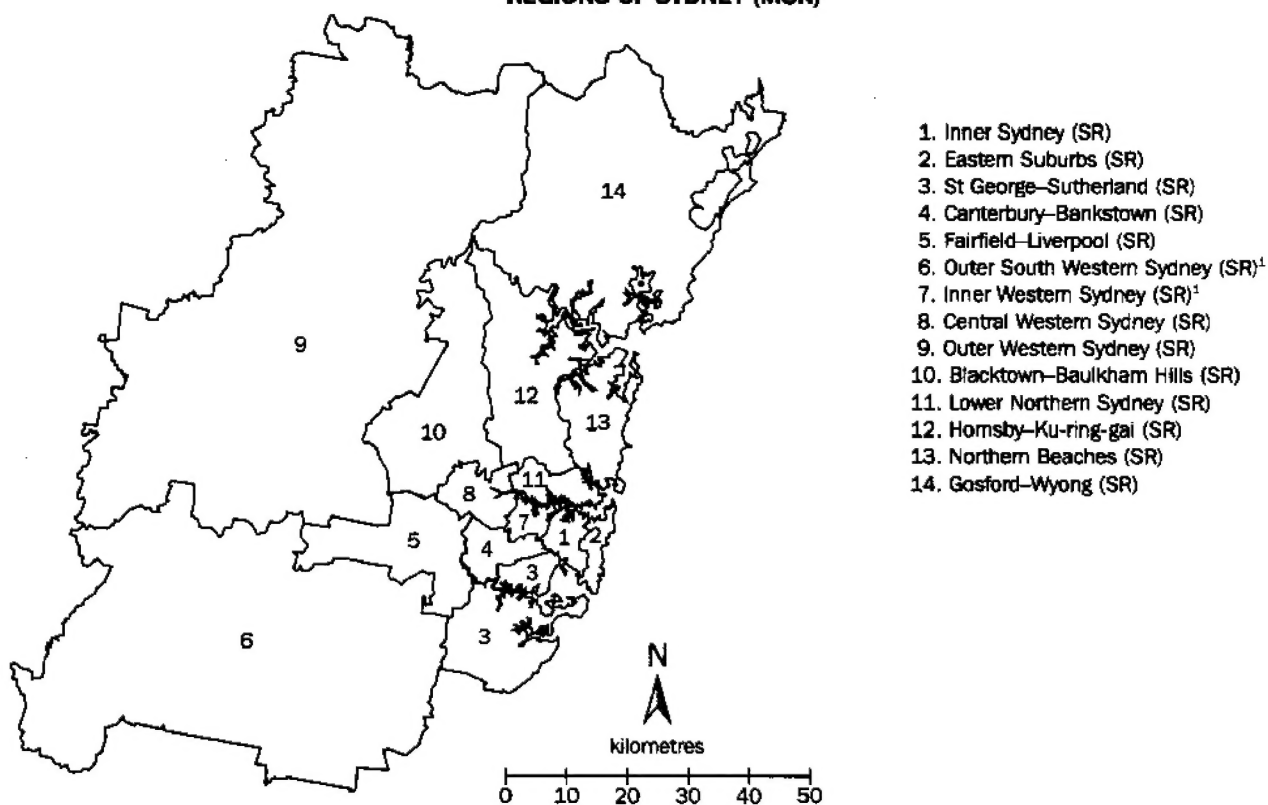 REGIONS OF SYDNEY (MSR)
14
9
12
13
10
11
8
7
1
2
5
4
3
6
3
N
kilometres
0 10 20 30 40 50
1. Inner Sydney (SR)
2. Eastern Suburbs (SR)
3. St George–Sutherland (SR)
4. Canterbury–Bankstown (SR)
5. Fairfield–Liverpool (SR)
6. Outer South Western Sydney (SR)¹
7. Inner Western Sydney (SR)¹
8. Central Western Sydney (SR)
9. Outer Western Sydney (SR)
10. Blacktown–Baulkham Hills (SR)
11. Lower Northern Sydney (SR)
12. Hornsby–Ku-ring-gai (SR)
13. Northern Beaches (SR)
14. Gosford–Wyong (SR)